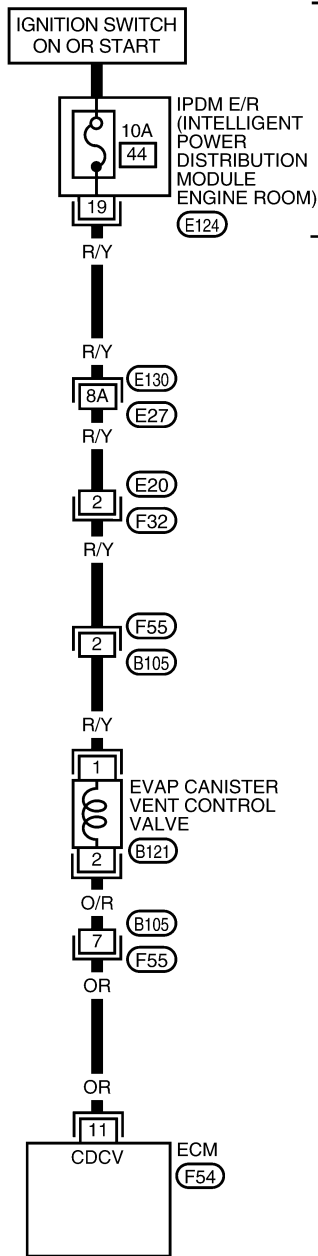 IGNITION SWITCH
ON OR START
IPDM E/R
(INTELLIGENT
POWER
DISTRIBUTION
MODULE
ENGINE ROOM)
10A
44
19
E124
R/Y
R/Y
E130
8A
E27
R/Y
E20
2
F32
R/Y
F55
2
B105
R/Y
1
EVAP CANISTER
VENT CONTROL
VALVE
2
B121
O/R
B105
7
F55
OR
OR
11
CDCV
ECM
F54